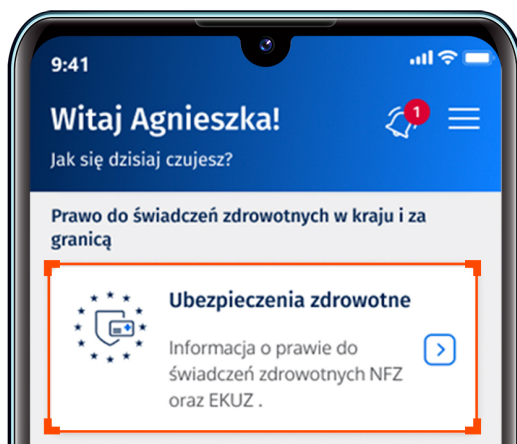 9:41
Witaj Agnieszka!
1
Jak się dzisiaj czujesz?
Prawo do świadczeń zdrowotnych w kraju i za
granicą
Ubezpieczenia zdrowotne
Informacja o prawie do
świadczeń zdrowotnych NFZ
oraz EKUZ .